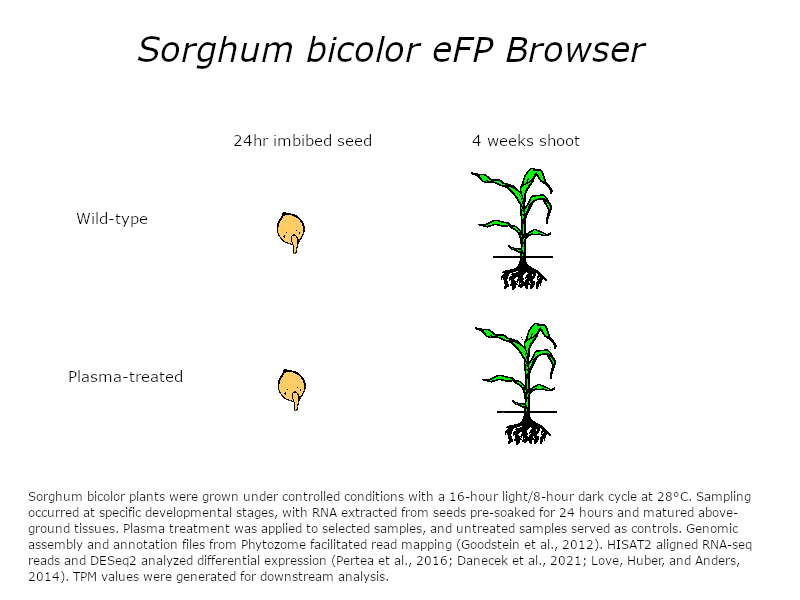 Sorghum bicolor eFP Browser
24hr imbibed seed 4 weeks shoot
Wild-type
Plasma-treated
Sorghum bicolor plants were grown under controlled conditions with a 16-hour light/8-hour dark cycle at 28°C. Sampling
occurred at specific developmental stages, with RNA extracted from seeds pre-soaked for 24 hours and matured above-
ground tissues. Plasma treatment was applied to selected samples, and untreated samples served as controls. Genomic
assembly and annotation files from Phytozome facilitated read mapping (Goodstein et al., 2012). HISAT2 aligned RNA-seq
reads and DESeq2 analyzed differential expression (Pertea et al., 2016; Danecek et al., 2021; Love, Huber, and Anders,
2014). TPM values were generated for downstream analysis.